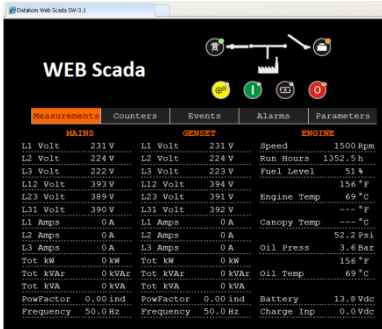 Datakom Web Scada SW:3.1
WEB Scada
Measurements Counters Events Alarms Parameters
MAINS GENSET ENGINE
L1 Volt 231 V L1 Volt 231 V Speed 1500 Rpm
L2 Volt 224 V L2 Volt 224 V Run Hours 1352.5 h
L3 Volt 222 V L3 Volt 223 V Fuel Level 51 %
L12 Volt 393 V L12 Volt 394 V 156 °F
L23 Volt 389 V L23 Volt 391 V Engine Temp 69 °C
L31 Volt 390 V L31 Volt 392 V --- °F
L1 Amps 0 A L1 Amps 0 A Canopy Temp --- °C
L2 Amps 0 A L2 Amps 0 A 52.2 Psi
L3 Amps 0 A L3 Amps 0 A Oil Press 3.6 Bar
Tot kW 0 kW Tot kW 0 kW 156 °F
Tot kVAr 0 kVAr Tot kVAr 0 kVAr Oil Temp 69 °C
Tot kVA 0 kVA Tot kVA 0 kVA
PowFactor 0.00 ind PowFactor 0.00 ind Battery 13.8 Vdc
Frequency 50.0 Hz Frequency 50.0 Hz Charge Inp 0.0 Vdc